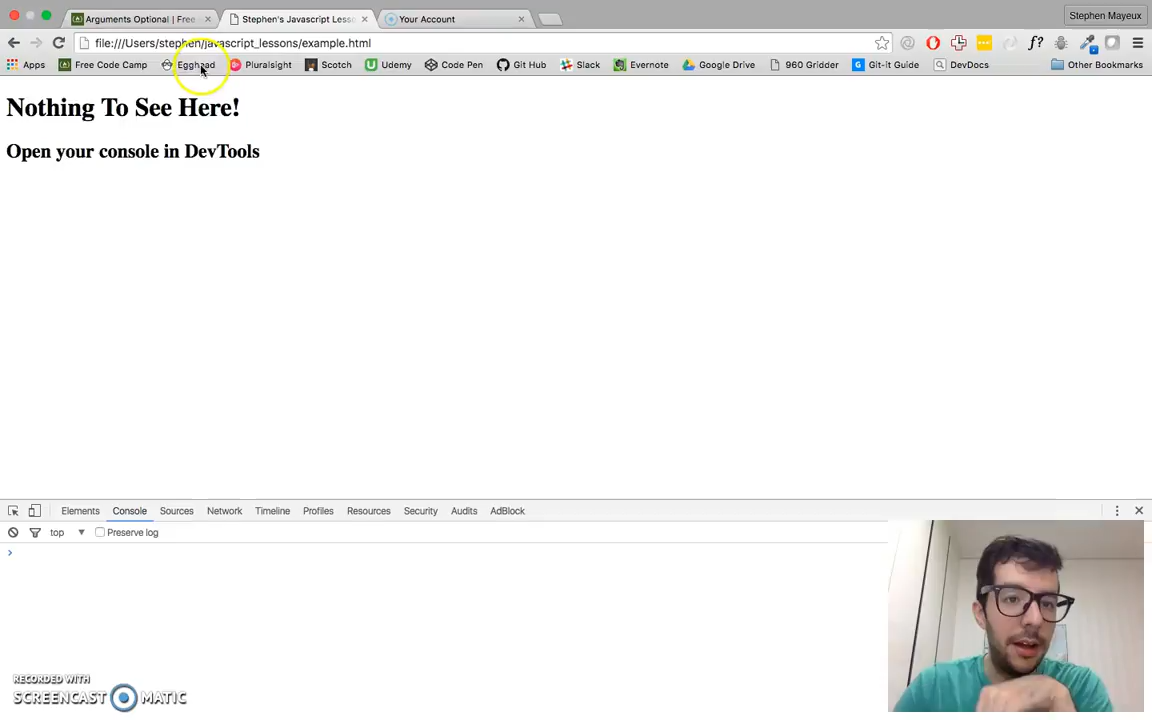 Arguments Optional | Free
Stephen's Javascript Lesso
Your Account
Stephen Mayeux
file:///Users/stephen/javascript_lessons/example.html
f?
Apps Free Code Camp Egghead Pluralsight Scotch Udemy Code Pen Git Hub Slack Evernote Google Drive 960 Gridder Git-it Guide DevDocs Other Bookmarks
Nothing To See Here!
Open your console in DevTools
Elements Console Sources Network Timeline Profiles Resources Security Audits AdBlock
top Preserve log
RECORDED WITH
SCREENCAST MATIC